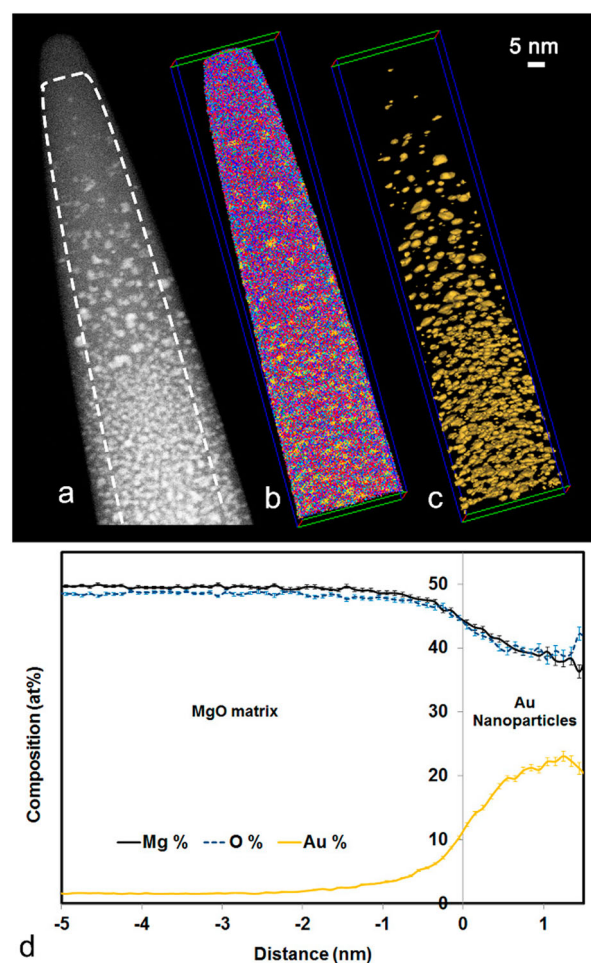 5 nm
a
b
c
50
40
30
20
10
0
Composition (at%)
MgO matrix
Au
Nanoparticles
Mg %
O %
Au %
-5
-4
-3
-2
-1
0
1
Distance (nm)
d